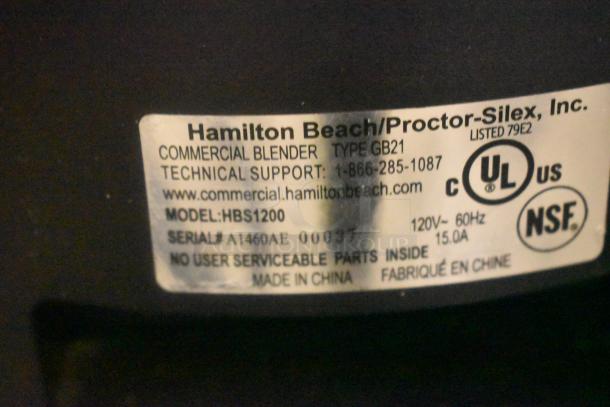 Hamilton Beach/Proctor-Silex, Inc.
COMMERCIAL BLENDER TYPE GB21
LISTED 79E2
TECHNICAL SUPPORT: 1-866-285-1087
www.commercial.hamiltonbeach.com
C UL ® US
MODEL:HBS1200
120V~ 60Hz
NSF
SERIAL# A1460AE
15.0A
NO USER SERVICEABLE PARTS INSIDE
MADE IN CHINA FABRIQUÉ EN CHINE